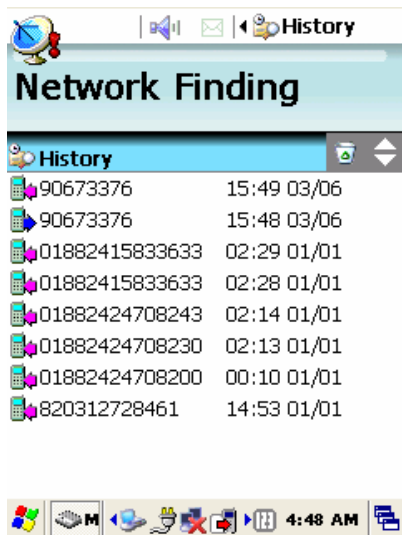 History
Network Finding
History
90673376 15:49 03/06
90673376 15:48 03/06
01882415833633 02:29 01/01
01882415833633 02:28 01/01
01882424708243 02:14 01/01
01882424708230 02:13 01/01
01882424708200 00:10 01/01
820312728461 14:53 01/01
M 4:48 AM